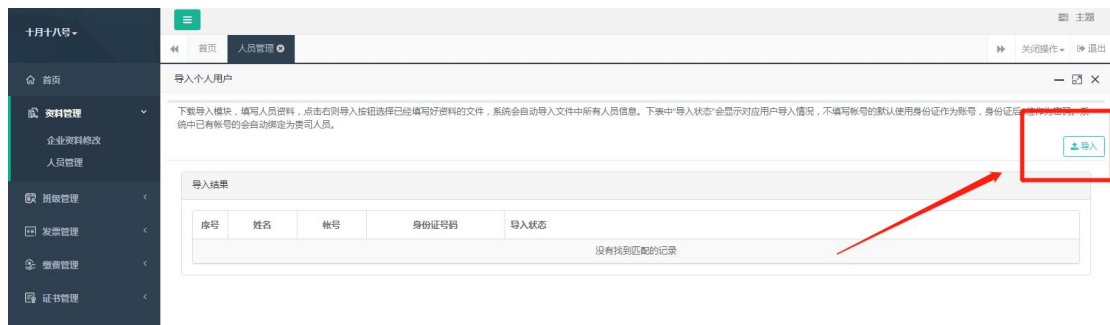 十月十八号
主题
首页
人员管理
关闭操作
退出
首页
资料管理
企业资料修改
人员管理
班级管理
发票管理
缴费管理
证书管理
导入个人用户
下载导入模块，填写人员资料，点击右则导入按钮选择已经填写好资料的文件，系统会自动导入文件中所有人员信息。下表中"导入状态"会显示对应用户导入情况，不填写帐号的默认使用身份证作为账号，身份证后
统中已有帐号的会自动绑定为贵司人员。
导入
导入结果
序号 姓名 帐号 身份证号码 导入状态
没有找到匹配的记录